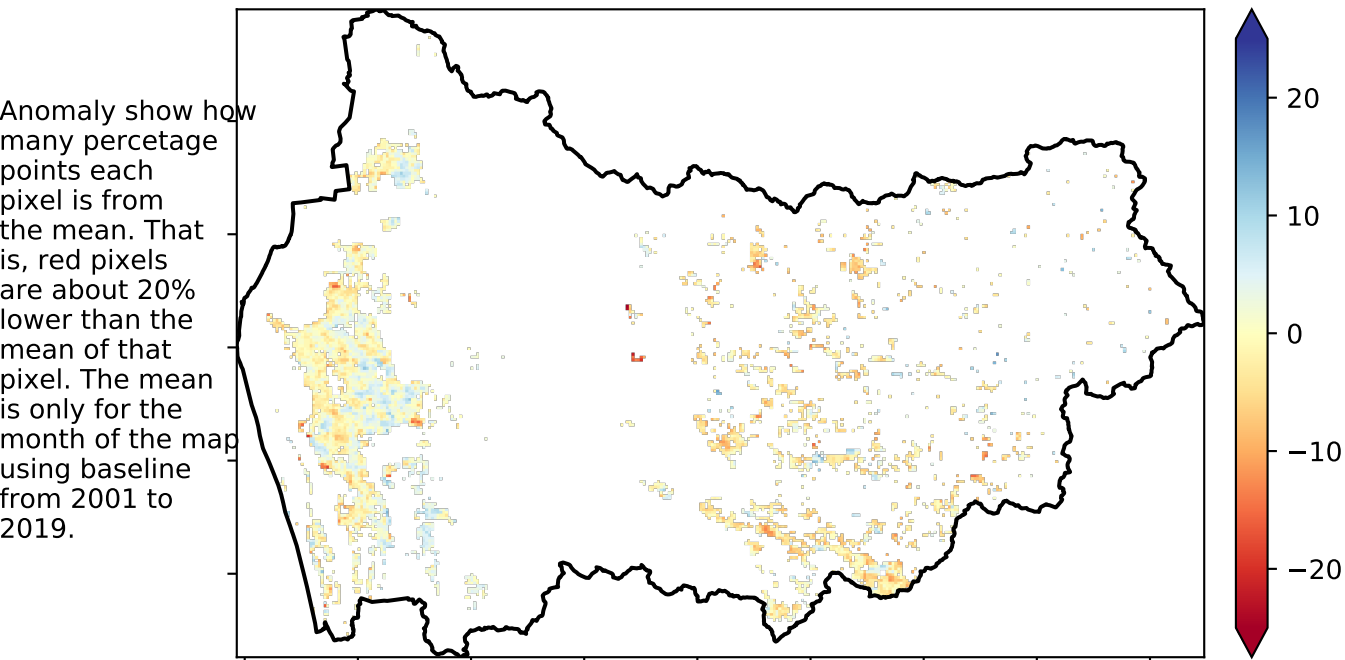 Anomaly show how
many percetage
points each
pixel is from
the mean. That
is, red pixels
are about 20%
lower than the
mean of that
pixel. The mean
is only for the
month of the map
using baseline
from 2001 to
2019.
20
10
0
−10
−20